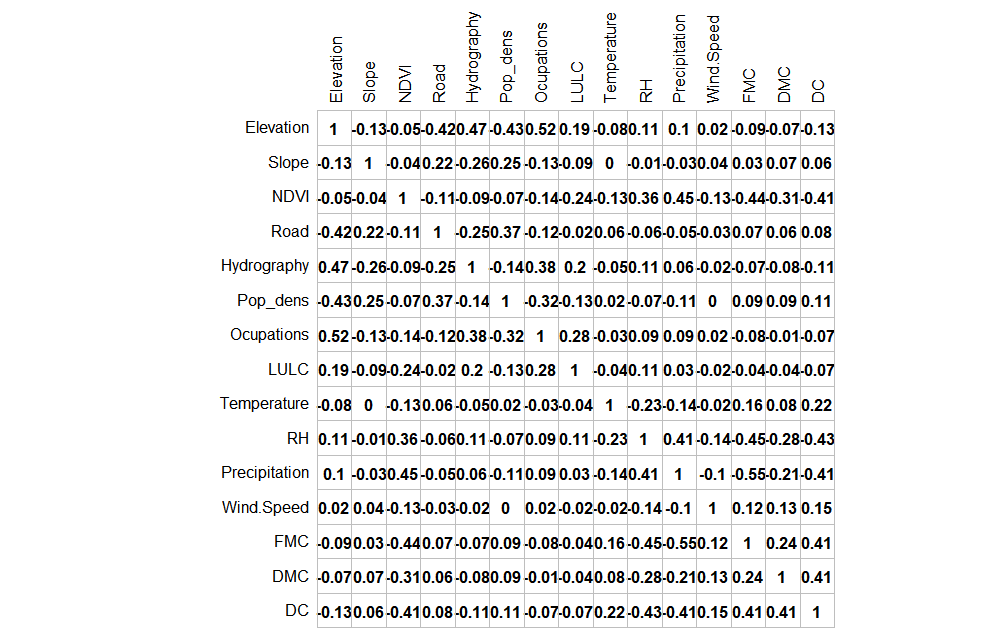 Elevation Slope NDVI Road Hydrography Pop_dens Ocupations LULC Temperature RH Precipitation Wind.Speed FMC DMC DC
Elevation 1 -0.13 -0.05 -0.42 0.47 -0.43 0.52 0.19 -0.08 0.11 0.1 0.02 -0.09 -0.07 -0.13
Slope -0.13 1 -0.04 0.22 -0.26 0.25 -0.13 -0.09 0 -0.01 -0.03 0.04 0.03 0.07 0.06
NDVI -0.05 -0.04 1 -0.11 -0.09 -0.07 -0.14 -0.24 -0.13 0.36 0.45 -0.13 -0.44 -0.31 -0.41
Road -0.42 0.22 -0.11 1 -0.25 0.37 -0.12 -0.02 0.06 -0.06 -0.05 -0.03 0.07 0.06 0.08
Hydrography 0.47 -0.26 -0.09 -0.25 1 -0.14 0.38 0.2 -0.05 0.11 0.06 -0.02 -0.07 -0.08 -0.11
Pop_dens -0.43 0.25 -0.07 0.37 -0.14 1 -0.32 -0.13 0.02 -0.07 -0.11 0 0.09 0.09 0.11
Ocupations 0.52 -0.13 -0.14 -0.12 0.38 -0.32 1 0.28 -0.03 0.09 0.09 0.02 -0.08 -0.01 -0.07
LULC 0.19 -0.09 -0.24 -0.02 0.2 -0.13 0.28 1 -0.04 0.11 0.03 -0.02 -0.04 -0.04 -0.07
Temperature -0.08 0 -0.13 0.06 -0.05 0.02 -0.03 -0.04 1 -0.23 -0.14 -0.02 0.16 0.08 0.22
RH 0.11 -0.01 0.36 -0.06 0.11 -0.07 0.09 0.11 -0.23 1 0.41 -0.14 -0.45 -0.28 -0.43
Precipitation 0.1 -0.03 0.45 -0.05 0.06 -0.11 0.09 0.03 -0.14 0.41 1 -0.1 -0.55 -0.21 -0.41
Wind.Speed 0.02 0.04 -0.13 -0.03 -0.02 0 0.02 -0.02 -0.02 -0.14 -0.1 1 0.12 0.13 0.15
FMC -0.09 0.03 -0.44 0.07 -0.07 0.09 -0.08 -0.04 0.16 -0.45 -0.55 0.12 1 0.24 0.41
DMC -0.07 0.07 -0.31 0.06 -0.08 0.09 -0.01 -0.04 0.08 -0.28 -0.21 0.13 0.24 1 0.41
DC -0.13 0.06 -0.41 0.08 -0.11 0.11 -0.07 -0.07 0.22 -0.43 -0.41 0.15 0.41 0.41 1